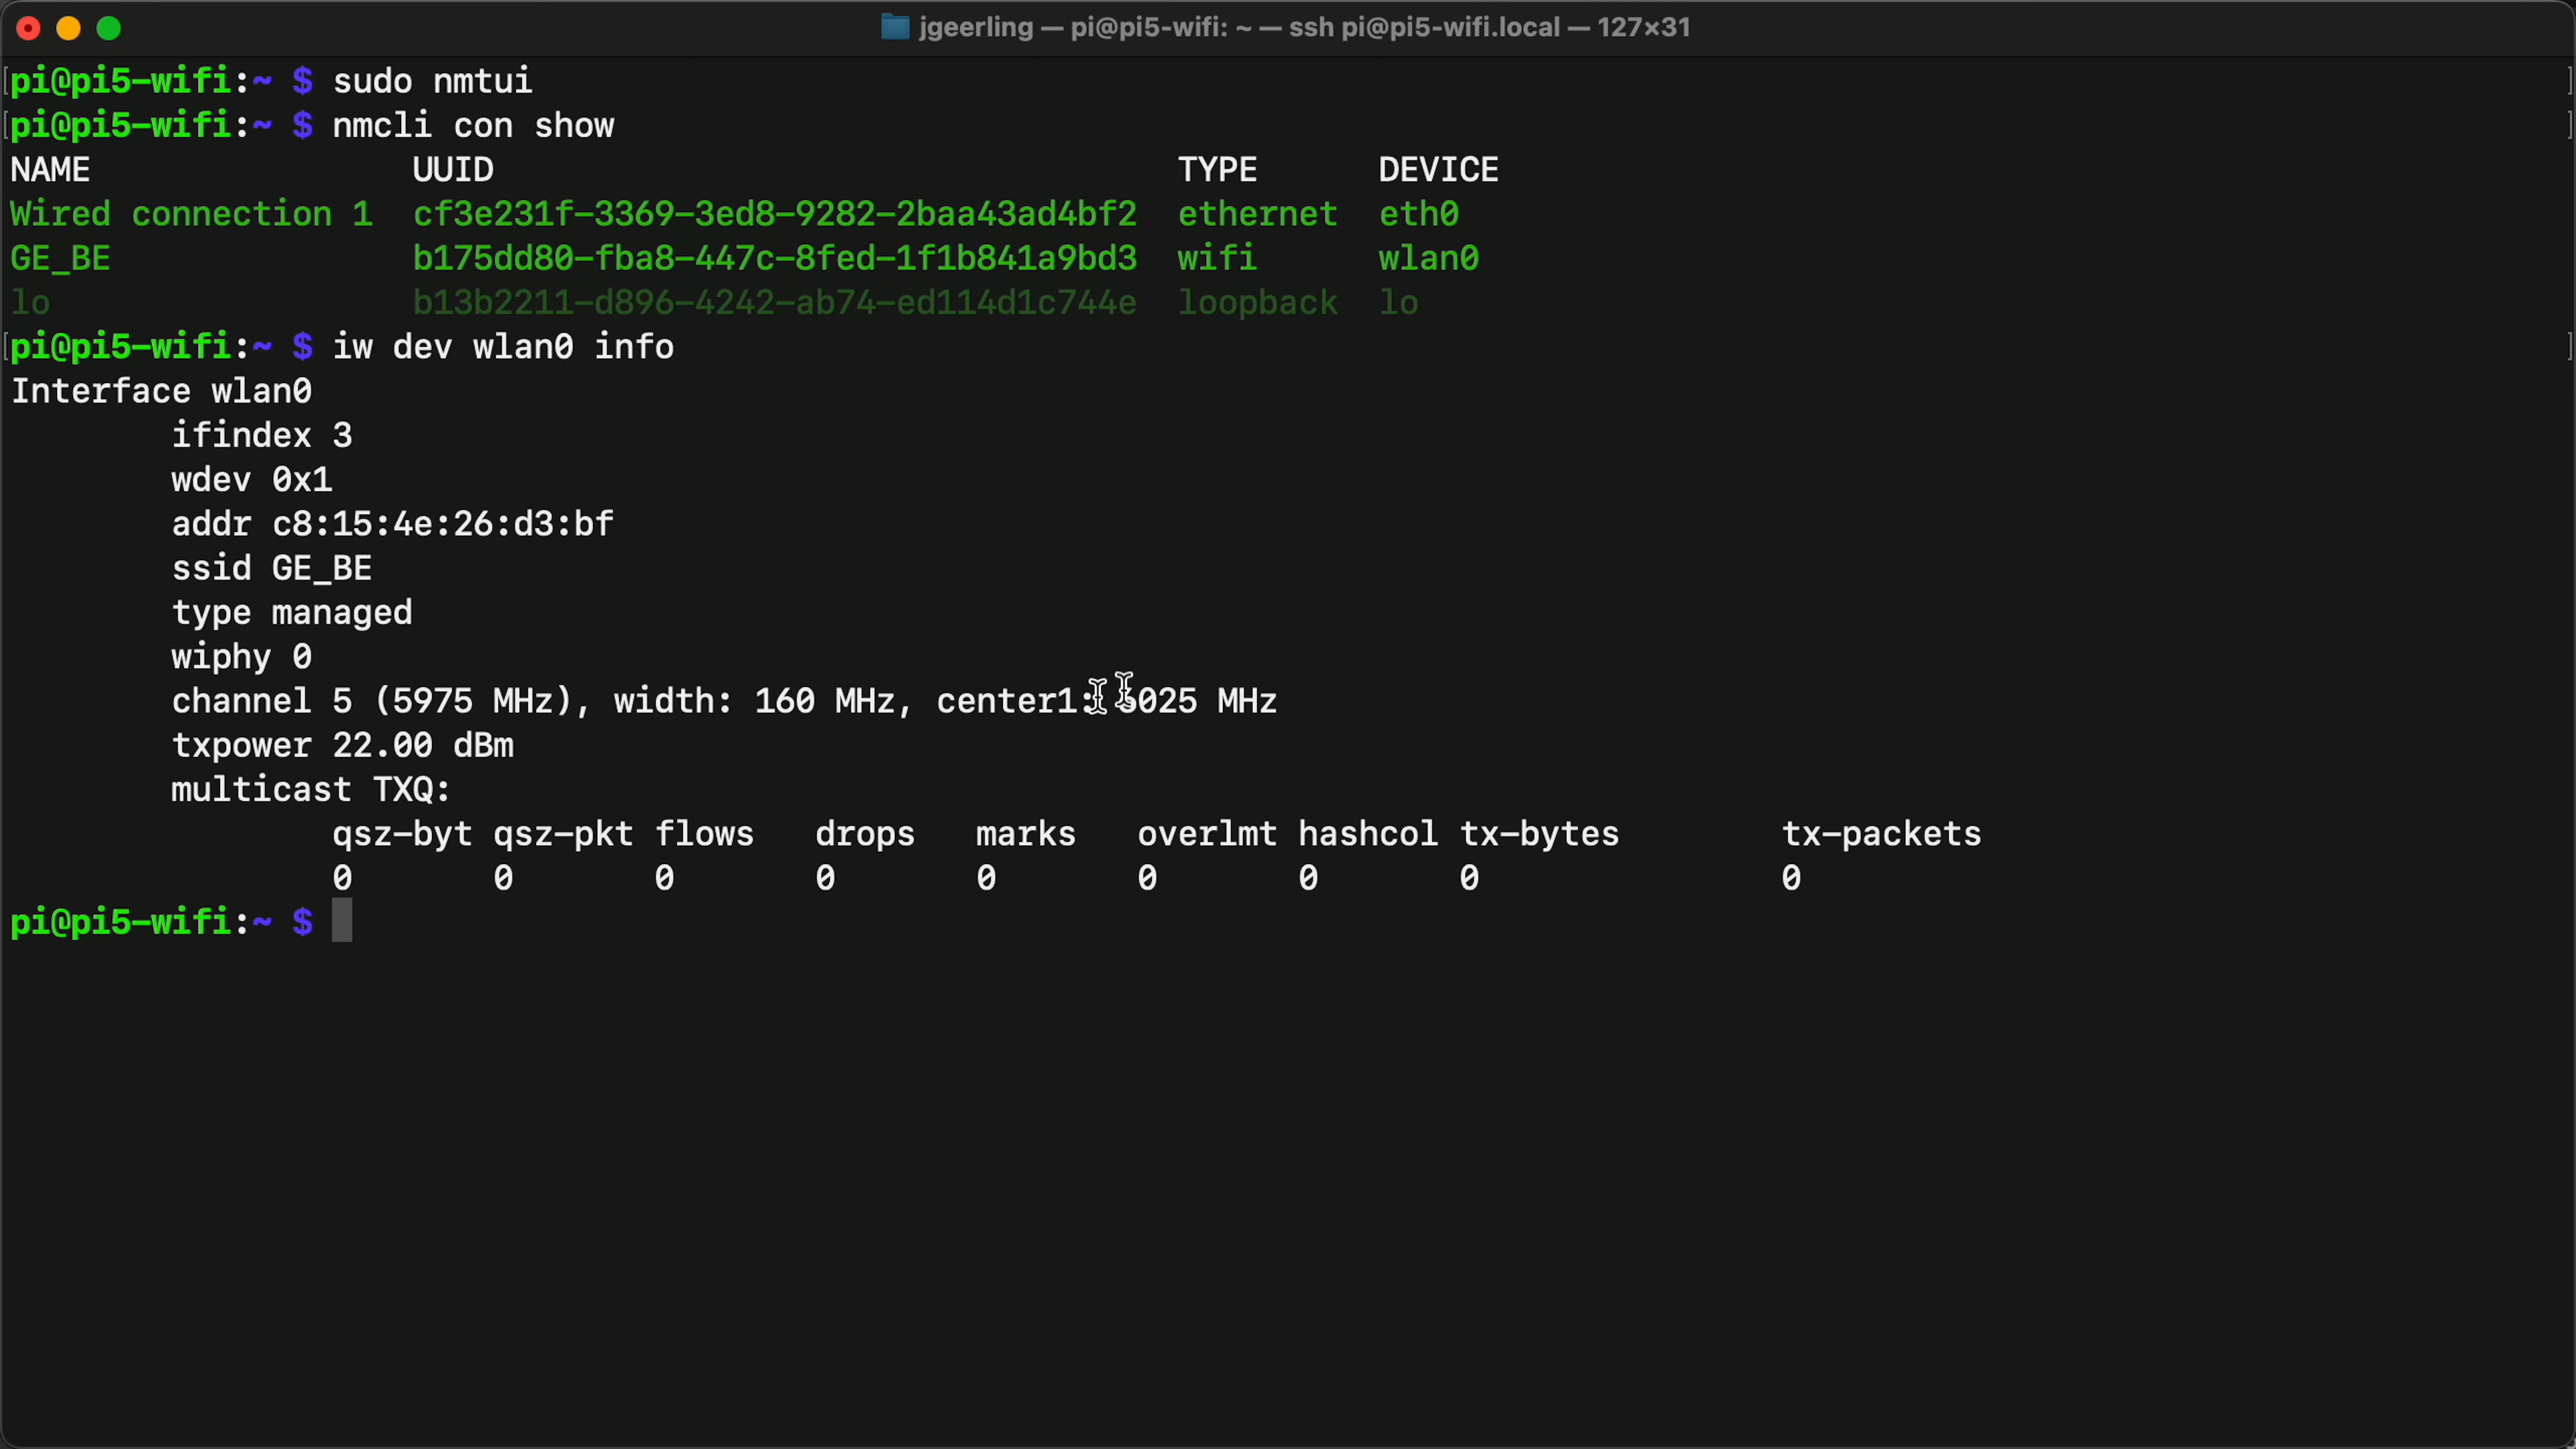 jgeerling — pi@pi5-wifi: ~ — ssh pi@pi5-wifi.local — 127×31
[pi@pi5-wifi:~ $ sudo nmtui ]
[pi@pi5-wifi:~ $ nmcli con show ]
NAME UUID TYPE DEVICE
Wired connection 1 cf3e231f-3369-3ed8-9282-2baa43ad4bf2 ethernet eth0
GE_BE b175dd80-fba8-447c-8fed-1f1b841a9bd3 wifi wlan0
lo b13b2211-d896-4242-ab74-ed114d1c744e loopback lo
[pi@pi5-wifi:~ $ iw dev wlan0 info ]
Interface wlan0
ifindex 3
wdev 0x1
addr c8:15:4e:26:d3:bf
ssid GE_BE
type managed
wiphy 0
channel 5 (5975 MHz), width: 160 MHz, center1: 6025 MHz
txpower 22.00 dBm
multicast TXQ:
qsz-byt qsz-pkt flows drops marks overlmt hashcol tx-bytes tx-packets
0 0 0 0 0 0 0 0 0
pi@pi5-wifi:~ $